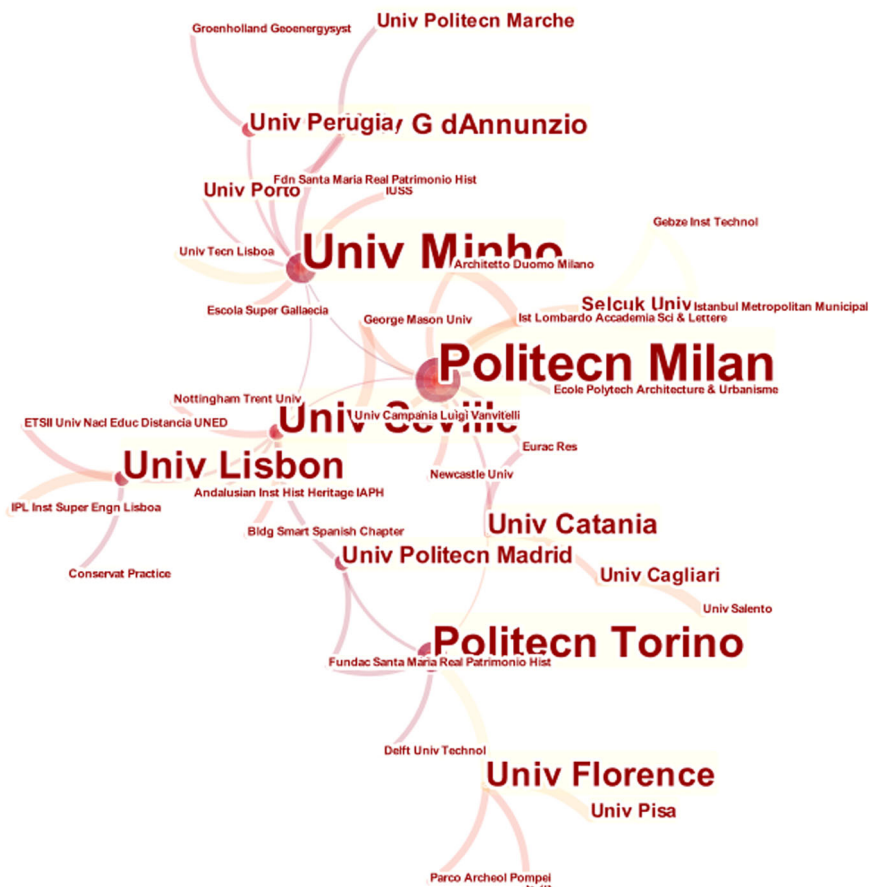 Univ Politecn Marche
Groenholland Geoenergysyst
Univ Perugia
G dAnnunzio
Fdn Santa Maria Real Patrimonio Hist
Univ Porto
IUSS
Gebze Inst Technol
Univ Tecn Lisboa
Univ Minho
Architetto Duomo Milano
Selcuk Univ
Istanbul Metropolitan Municipal
Escola Super Gallaecia
George Mason Univ
Ist Lombardo Accademia Sci & Lettere
Politecn Milan
Ecole Polytech Architecture & Urbanisme
Nottingham Trent Univ
Univ Seville
Univ Campania Luigi Vanvitelli
ETSII Univ Nacl Educ Distancia UNED
Eurac Res
Univ Lisbon
Newcastle Univ
Andalusian Inst Hist Heritage IAPH
IPL Inst Super Engn Lisboa
Univ Catania
Bldg Smart Spanish Chapter
Univ Politecn Madrid
Conservat Practice
Univ Cagliari
Univ Salento
Politecn Torino
Fundac Santa Maria Real Patrimonio Hist
Delft Univ Technol
Univ Florence
Univ Pisa
Parco Archeol Pompei